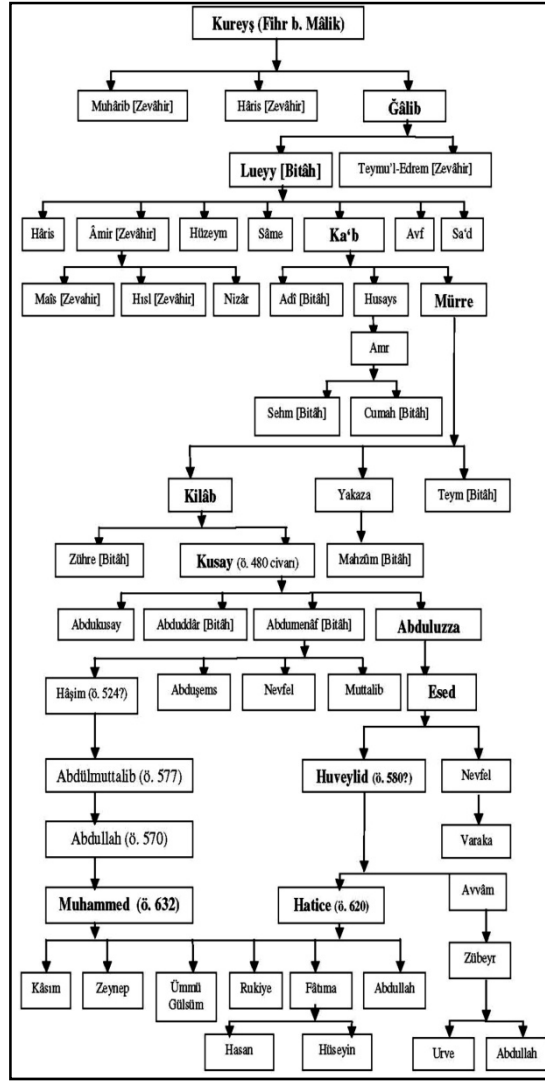 Kureyş (Fihr b. Mâlik)
Muhârib [Zevâhir]
Hâris [Zevâhir]
Ğâlib
Lueyy [Bitâh]
Teymu'l-Edrem [Zevâhir]
Hâris
Âmir [Zevâhir]
Hüzeym
Sâme
Ka‘b
Avf
Sa‘d
Maîs [Zevahir]
Hısl [Zevâhir]
Nizâr
Adî [Bitâh]
Husays
Mürre
Amr
Sehm [Bitâh]
Cumah [Bitâh]
Kilâb
Yakaza
Teym [Bitâh]
Zühre [Bitâh]
Kusay (ö. 480 civarı)
Mahzûm [Bitâh]
Abdukusay
Abduddâr [Bitâh]
Abdumenâf [Bitâh]
Abduluzza
Hâşim (ö. 524?)
Abduşems
Nevfel
Muttalib
Esed
Abdülmuttalib (ö. 577)
Huveylid (ö. 580?)
Nevfel
Abdullah (ö. 570)
Varaka
Muhammed (ö. 632)
Hatice (ö. 620)
Avvâm
Kâsım
Zeynep
Ümmü
Gülsüm
Rukiye
Fâtıma
Abdullah
Zübeyr
Hasan
Hüseyin
Urve
Abdullah